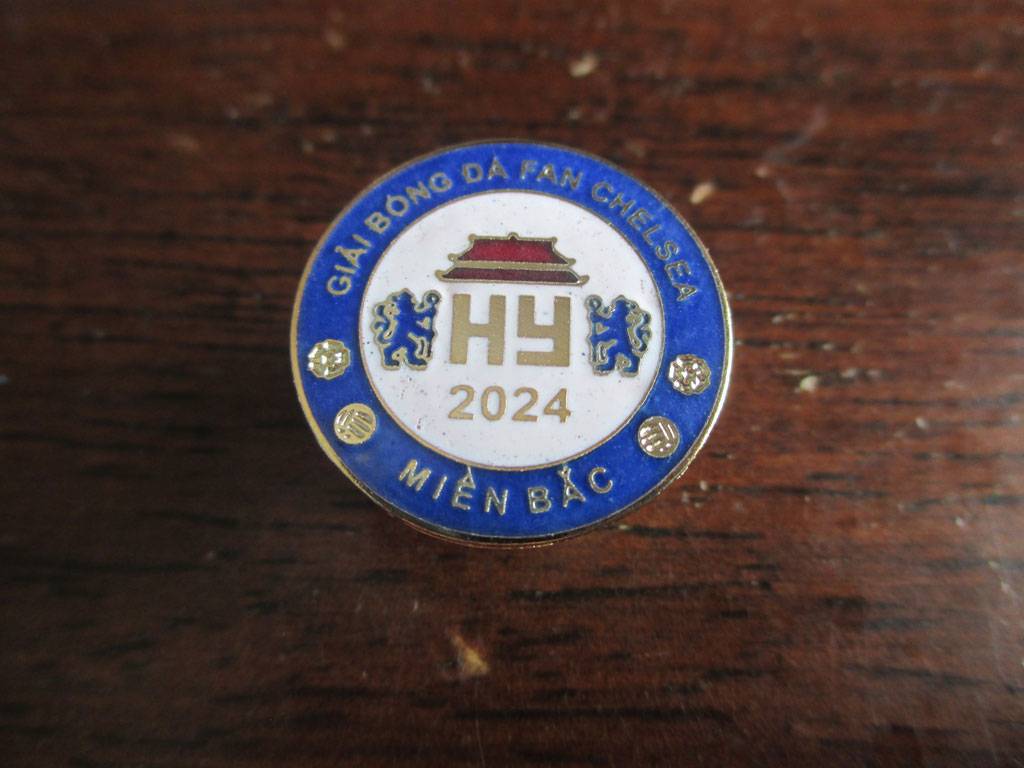 GIẢI BÓNG ĐÁ FAN CHELSEA
HY
2024
MIỀN BẮC